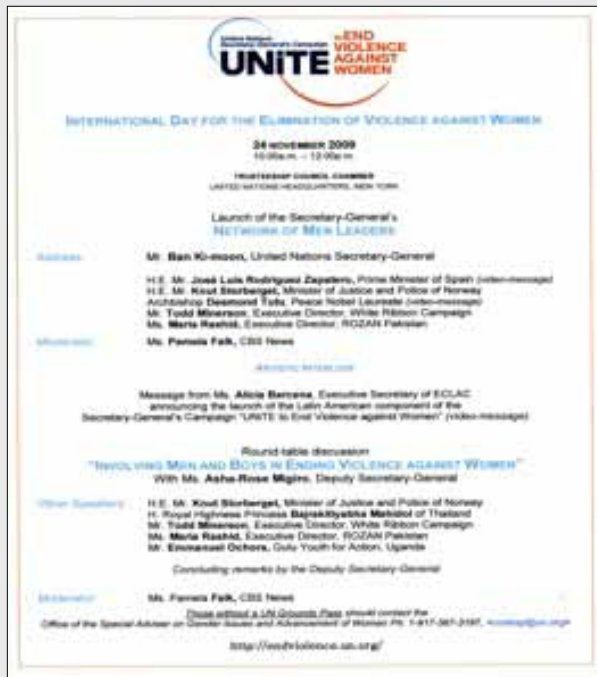 United Nations
Secretary-General's Campaign
UNiTE
to END
VIOLENCE
AGAINST
WOMEN
INTERNATIONAL DAY FOR THE ELIMINATION OF VIOLENCE AGAINST WOMEN
24 NOVEMBER 2009
10:00a.m. – 12:00p.m.
TRUSTEESHIP COUNCIL CHAMBER
UNITED NATIONS HEADQUARTERS, NEW YORK
Launch of the Secretary-General's
NETWORK OF MEN LEADERS
Mr. Ban Ki-moon, United Nations Secretary-General
H.E. Mr. José Luis Rodríguez Zapatero, Prime Minister of Spain (video-message)
H.E. Mr. Knut Storberget, Minister of Justice and Police of Norway
Archbishop Desmond Tutu, Peace Nobel Laureate (video-message)
Mr. Todd Minerson, Executive Director, White Ribbon Campaign
Ms. Maria Rashid, Executive Director, ROZAN Pakistan
Moderator: Ms. Pamela Falk, CBS News
ARTISTIC INTERLUDE
Message from Ms. Alicia Barcena, Executive Secretary of ECLAC
announcing the launch of the Latin American component of the
Secretary-General's Campaign "UNITE to End Violence against Women" (video-message)
Round-table discussion
"INVOLVING MEN AND BOYS IN ENDING VIOLENCE AGAINST WOMEN"
With Ms. Asha-Rose Migiro, Deputy Secretary-General
Other Speakers: H.E. Mr. Knut Storberget, Minister of Justice and Police of Norway
H. Royal Highness Princess Bajrakitiyabha Mahidol of Thailand
Mr. Todd Minerson, Executive Director, White Ribbon Campaign
Ms. Maria Rashid, Executive Director, ROZAN Pakistan
Mr. Emmanuel Ochora, Gulu Youth for Action, Uganda
Concluding remarks by the Deputy Secretary-General
Moderator: Ms. Pamela Falk, CBS News
Those without a UN Grounds Pass should contact the
Office of the Special Adviser on Gender Issues and Advancement of Women Ph:
http://endviolence.un.org/